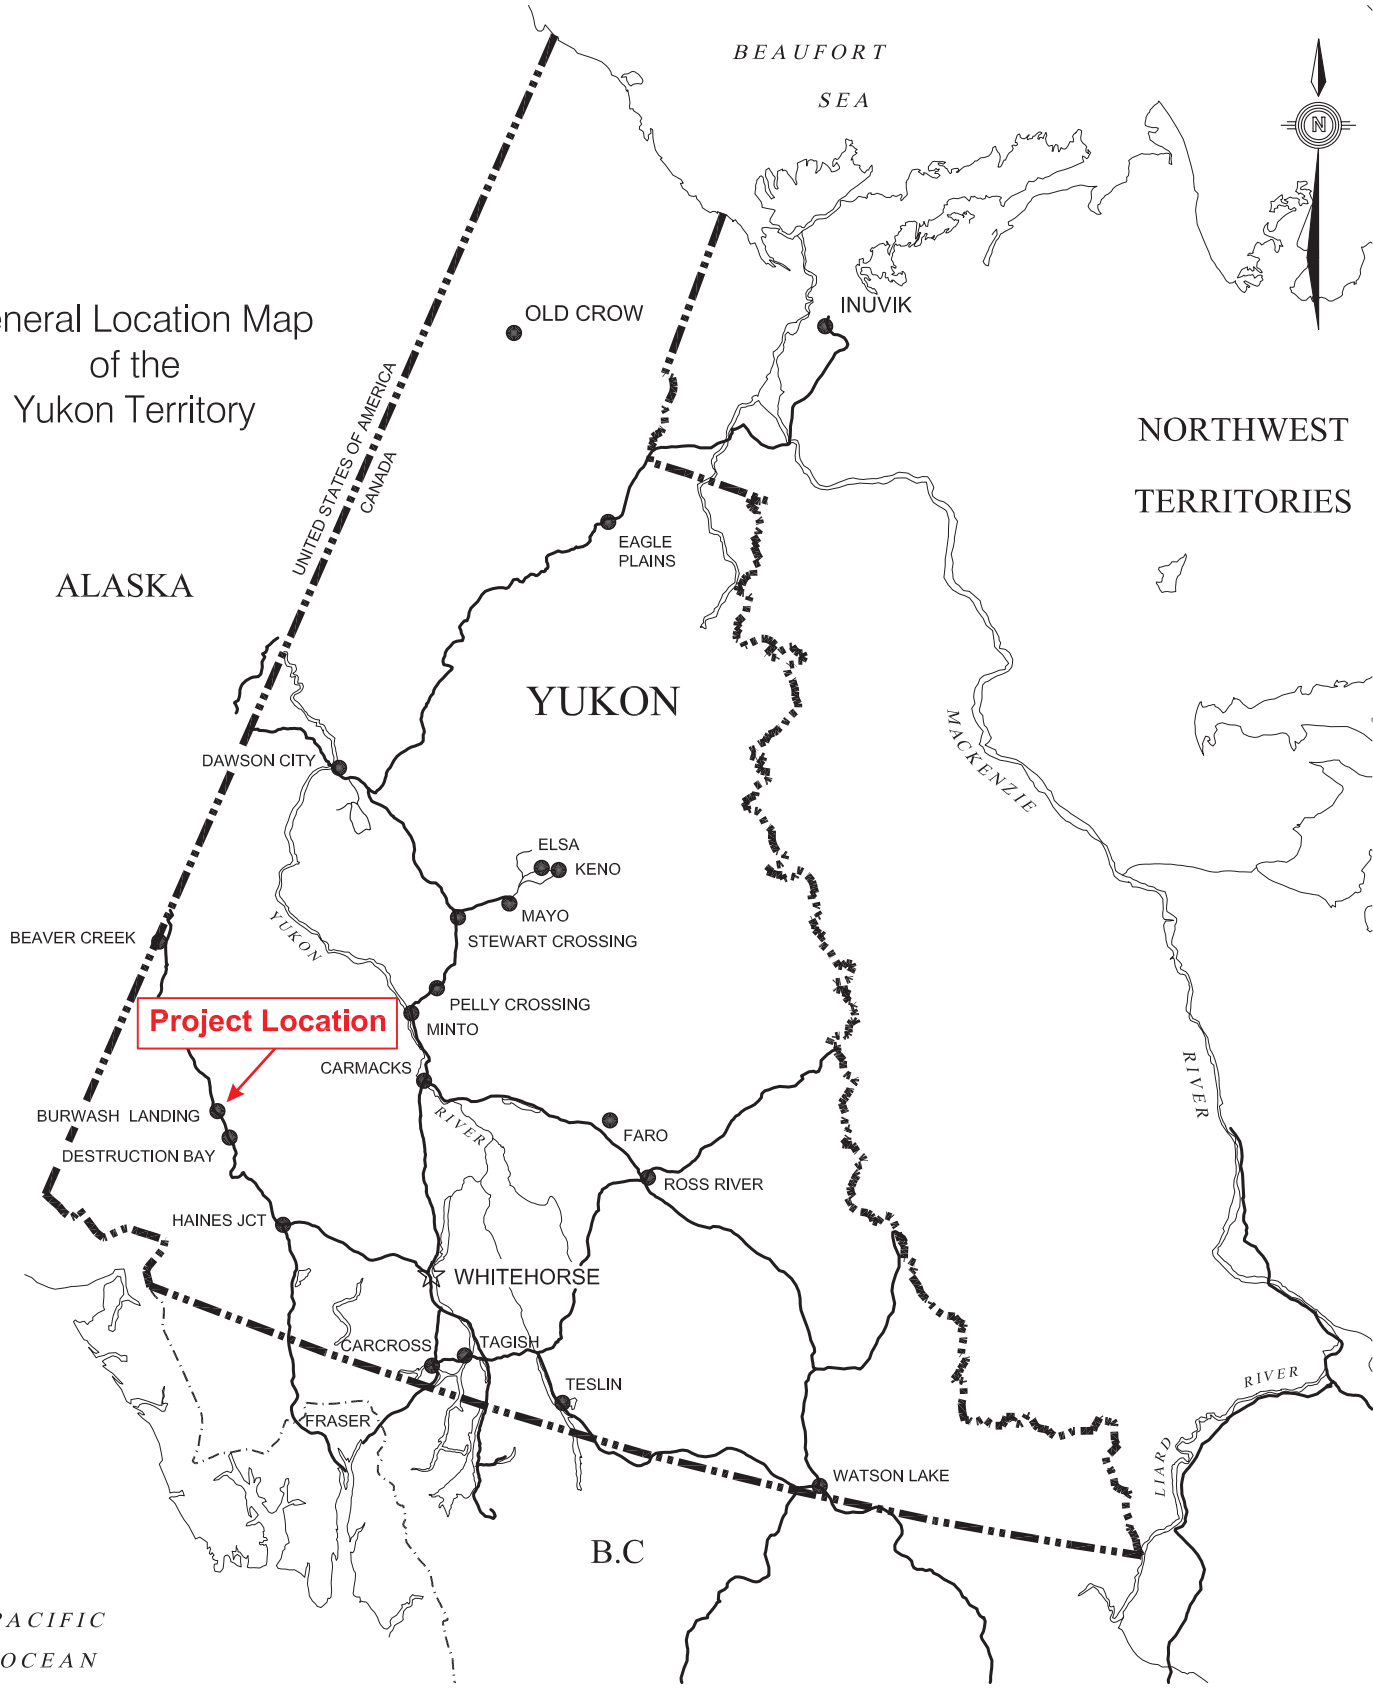 BEAUFORT
SEA
N
eneral Location Map
of the
Yukon Territory
OLD CROW
INUVIK
UNITED STATES OF AMERICA
CANADA
NORTHWEST
TERRITORIES
EAGLE
PLAINS
ALASKA
YUKON
MACKENZIE
DAWSON CITY
ELSA
KENO
MAYO
YUKON
STEWART CROSSING
BEAVER CREEK
PELLY CROSSING
Project Location
MINTO
CARMACKS
RIVER
BURWASH LANDING
RIVER
FARO
DESTRUCTION BAY
ROSS RIVER
HAINES JCT
WHITEHORSE
CARCROSS
TAGISH
RIVER
TESLIN
FRASER
LIARD
WATSON LAKE
B.C
PACIFIC
OCEAN